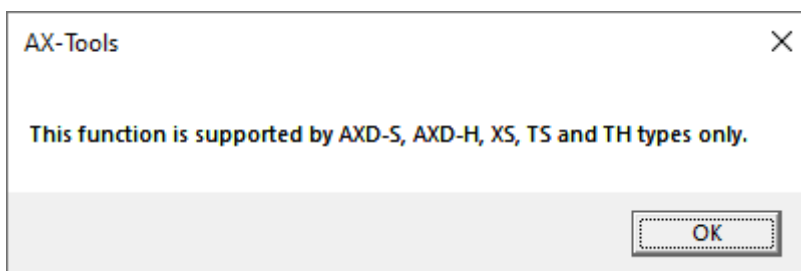 AX-Tools
This function is supported by AXD-S, AXD-H, XS, TS and TH types only.
OK